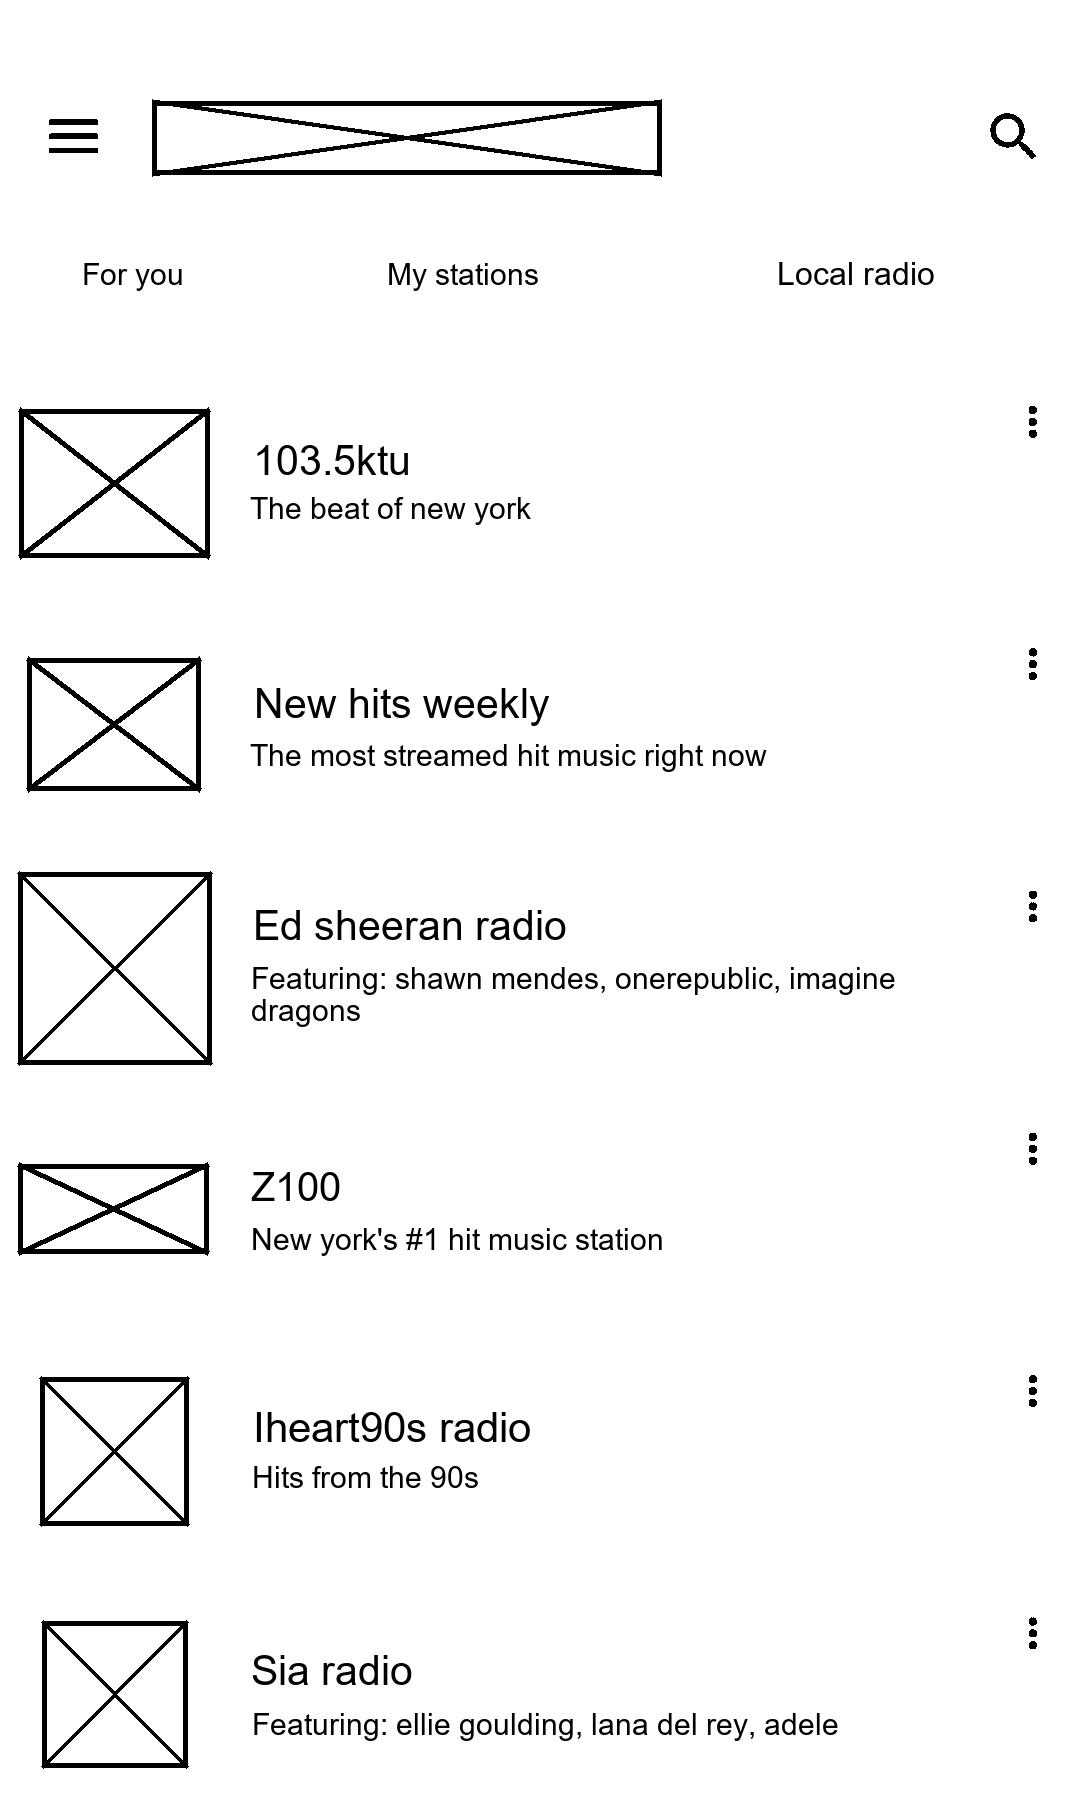 For you
My stations
Local radio
103.5ktu
The beat of new york
New hits weekly
The most streamed hit music right now
Ed sheeran radio
Featuring: shawn mendes, onerepublic, imagine
dragons
Z100
New york's #1 hit music station
Iheart90s radio
Hits from the 90s
Sia radio
Featuring: ellie goulding, lana del rey, adele